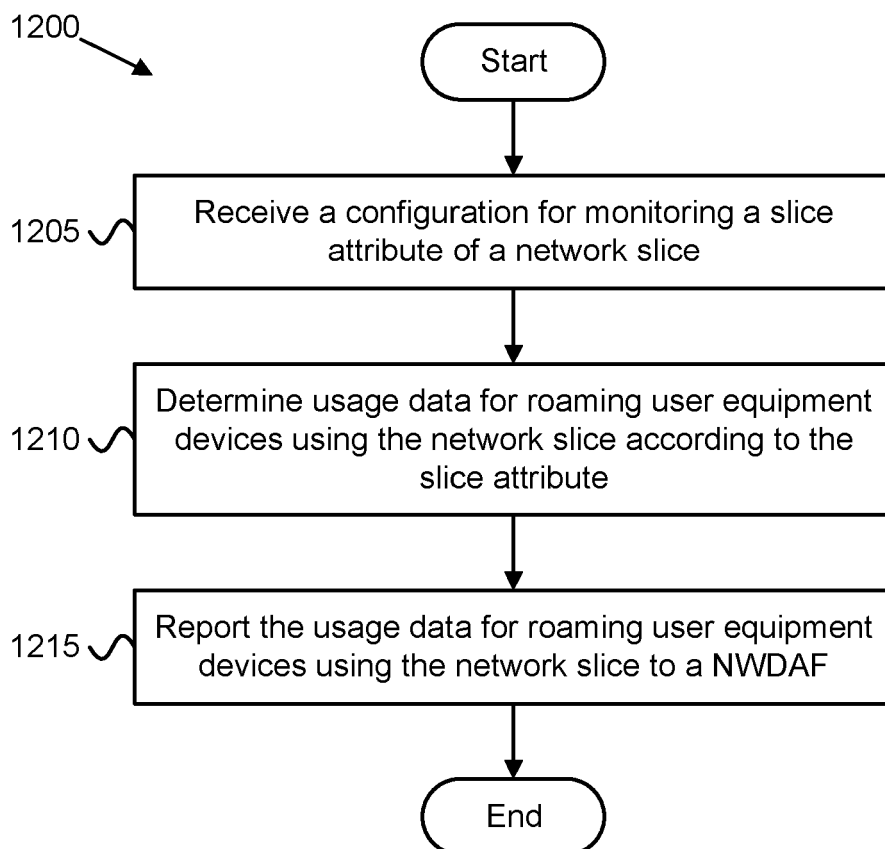 1200
Start
1205
Receive a configuration for monitoring a slice
attribute of a network slice
1210
Determine usage data for roaming user equipment
devices using the network slice according to the
slice attribute
1215
Report the usage data for roaming user equipment
devices using the network slice to a NWDAF
End